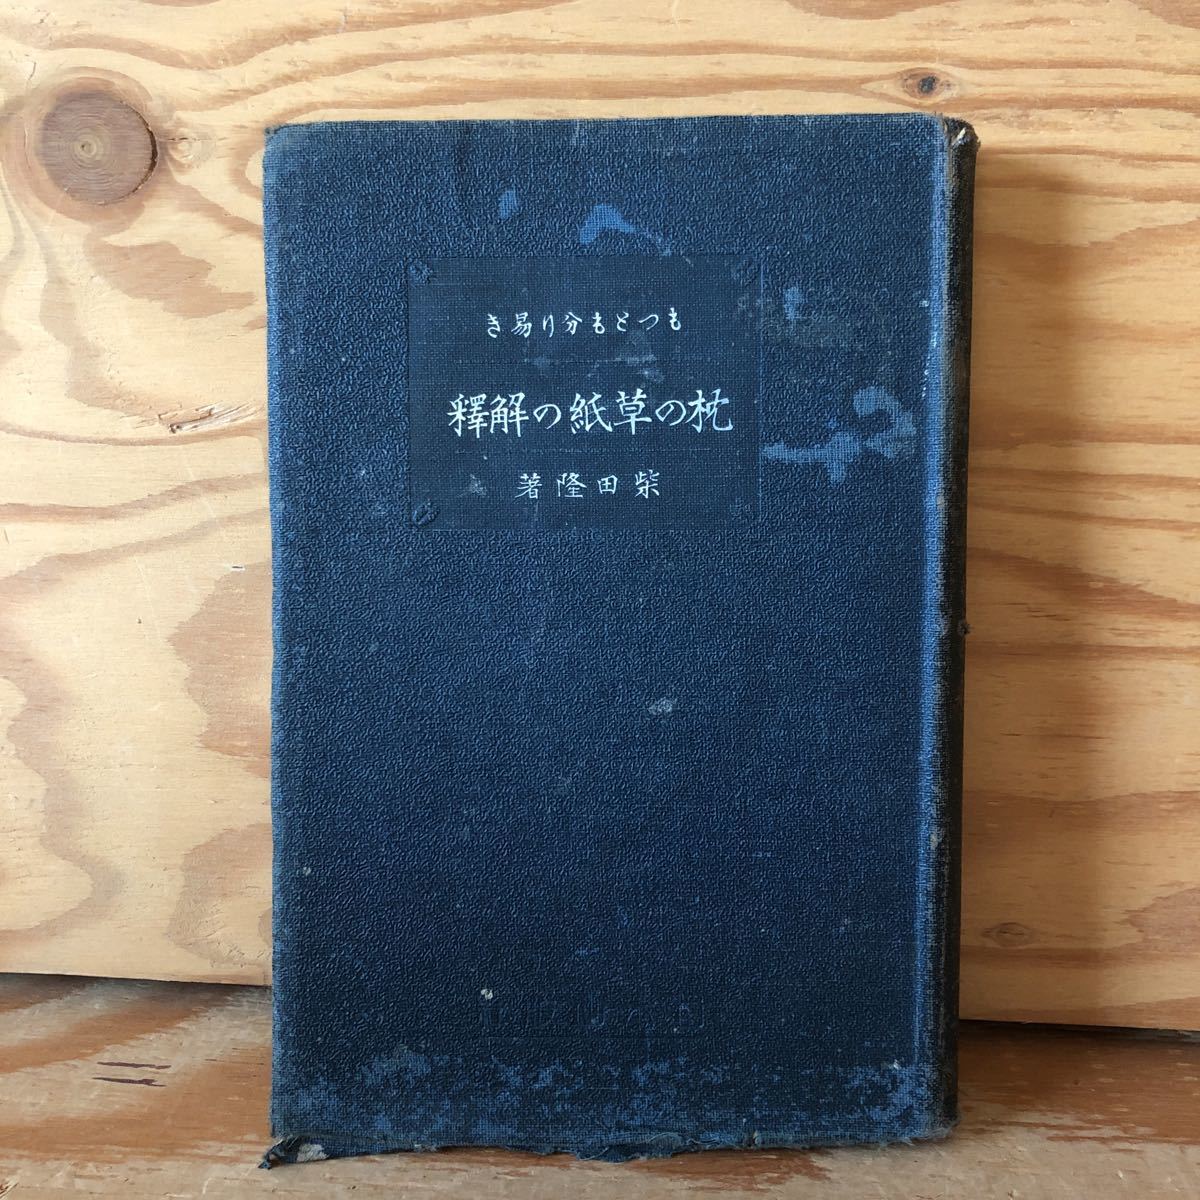 もつとも分り易き
枕の草紙の解釋
柴田隆著